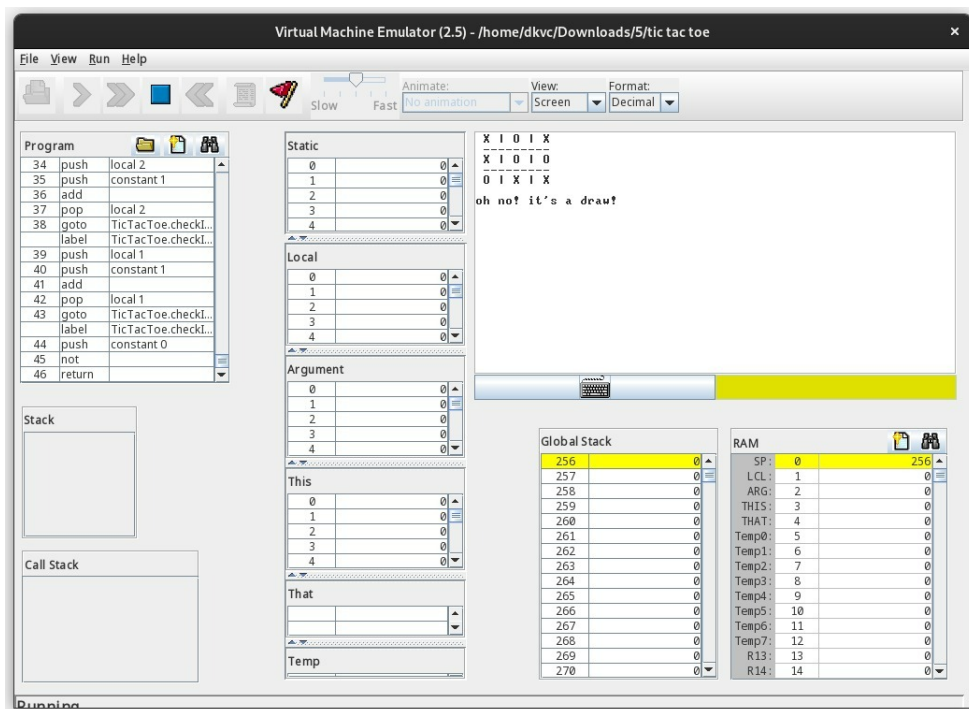 Virtual Machine Emulator (2.5) - /home/dkvc/Downloads/5/tic tac toe ×
File View Run Help
Slow Fast
Animate:
No animation
View:
Screen
Format:
Decimal
Program
34 push local 2
35 push constant 1
36 add
37 pop local 2
38 goto TicTacToe.checkI...
label TicTacToe.checkI...
39 push local 1
40 push constant 1
41 add
42 pop local 1
43 goto TicTacToe.checkI...
label TicTacToe.checkI...
44 push constant 0
45 not
46 return
Stack
Call Stack
Static
0 0
1 0
2 0
3 0
4 0
Local
0 0
1 0
2 0
3 0
4 0
Argument
0 0
1 0
2 0
3 0
4 0
This
0 0
1 0
2 0
3 0
4 0
That
Temp
X | O | X
---------
X | O | O
---------
O | X | X
oh no! it's a draw!
Global Stack
256 0
257 0
258 0
259 0
260 0
261 0
262 0
263 0
264 0
265 0
266 0
267 0
268 0
269 0
270 0
RAM
SP: 0 256
LCL: 1 0
ARG: 2 0
THIS: 3 0
THAT: 4 0
Temp0: 5 0
Temp1: 6 0
Temp2: 7 0
Temp3: 8 0
Temp4: 9 0
Temp5: 10 0
Temp6: 11 0
Temp7: 12 0
R13: 13 0
R14: 14 0
Running